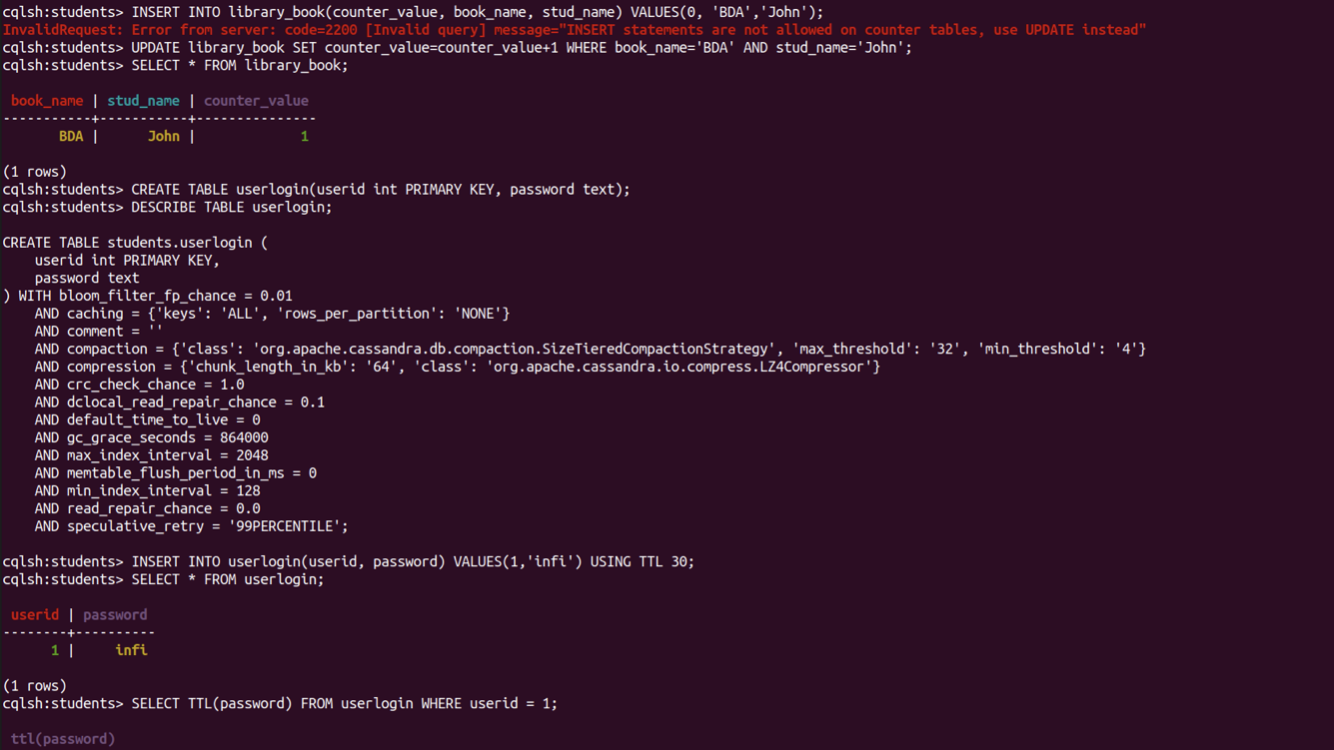 cqlsh:students> INSERT INTO library_book(counter_value, book_name, stud_name) VALUES(0, 'BDA','John');
InvalidRequest: Error from server: code=2200 [Invalid query] message="INSERT statements are not allowed on counter tables, use UPDATE instead"
cqlsh:students> UPDATE library_book SET counter_value=counter_value+1 WHERE book_name='BDA' AND stud_name='John';
cqlsh:students> SELECT * FROM library_book;

 book_name | stud_name | counter_value
-----------+-----------+---------------
       BDA |      John |             1

(1 rows)
cqlsh:students> CREATE TABLE userlogin(userid int PRIMARY KEY, password text);
cqlsh:students> DESCRIBE TABLE userlogin;

CREATE TABLE students.userlogin (
    userid int PRIMARY KEY,
    password text
) WITH bloom_filter_fp_chance = 0.01
    AND caching = {'keys': 'ALL', 'rows_per_partition': 'NONE'}
    AND comment = ''
    AND compaction = {'class': 'org.apache.cassandra.db.compaction.SizeTieredCompactionStrategy', 'max_threshold': '32', 'min_threshold': '4'}
    AND compression = {'chunk_length_in_kb': '64', 'class': 'org.apache.cassandra.io.compress.LZ4Compressor'}
    AND crc_check_chance = 1.0
    AND dclocal_read_repair_chance = 0.1
    AND default_time_to_live = 0
    AND gc_grace_seconds = 864000
    AND max_index_interval = 2048
    AND memtable_flush_period_in_ms = 0
    AND min_index_interval = 128
    AND read_repair_chance = 0.0
    AND speculative_retry = '99PERCENTILE';

cqlsh:students> INSERT INTO userlogin(userid, password) VALUES(1,'infi') USING TTL 30;
cqlsh:students> SELECT * FROM userlogin;

 userid | password
--------+----------
      1 |     infi

(1 rows)
cqlsh:students> SELECT TTL(password) FROM userlogin WHERE userid = 1;

 ttl(password)